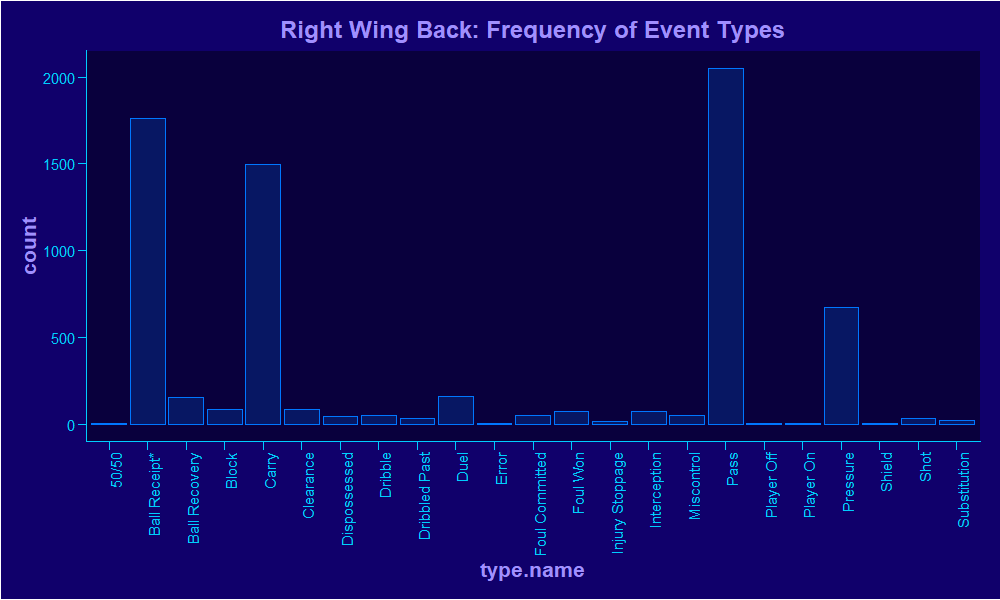 Right Wing Back: Frequency of Event Types
count
2000
1500
1000
500
0
50/50
Ball Receipt*
Ball Recovery
Block
Carry
Clearance
Dispossessed
Dribble
Dribbled Past
Duel
Error
Foul Committed
Foul Won
Injury Stoppage
Interception
Miscontrol
Pass
Player Off
Player On
Pressure
Shield
Shot
Substitution
type.name